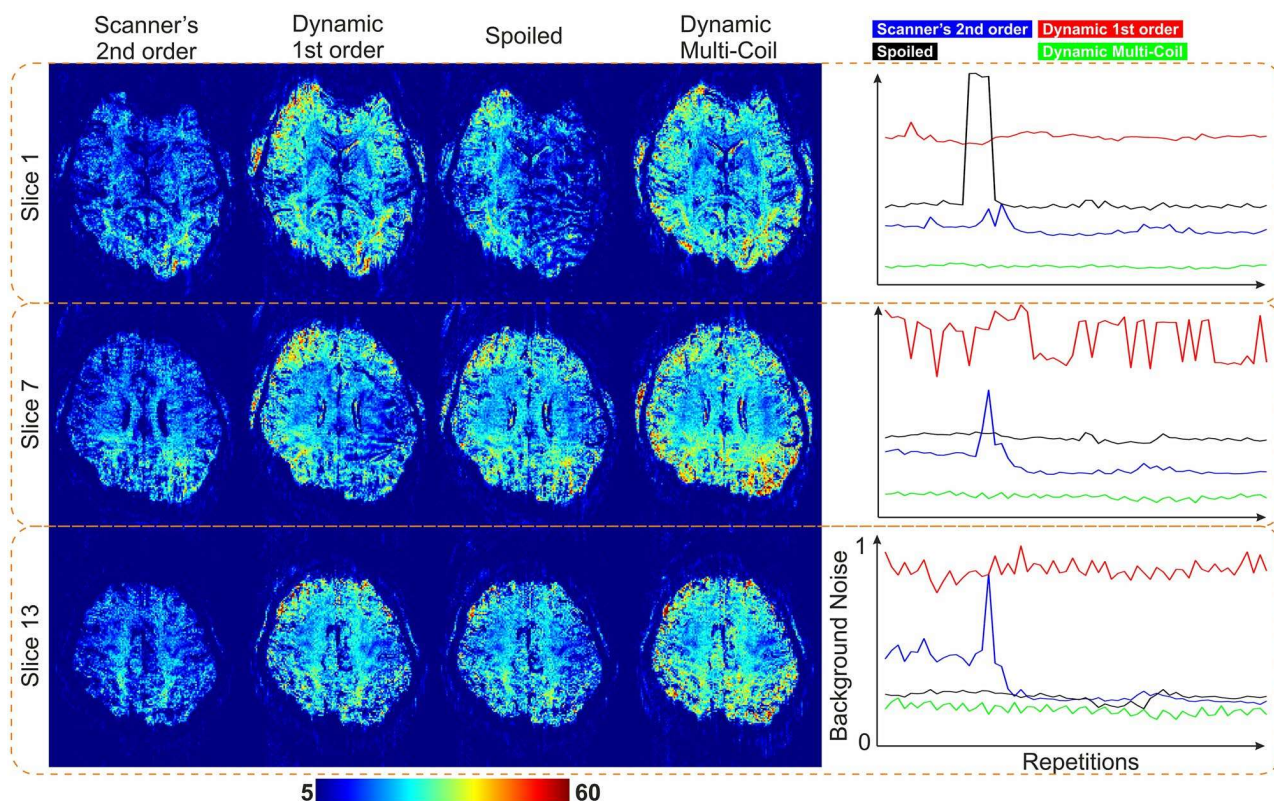 Scanner's
2nd order
Dynamic
1st order
Spoiled
Dynamic
Multi-Coil
Scanner's 2nd order
Dynamic 1st order
Spoiled
Dynamic Multi-Coil
Slice 1
Slice 7
Slice 13
1
Background Noise
0
Repetitions
5
60